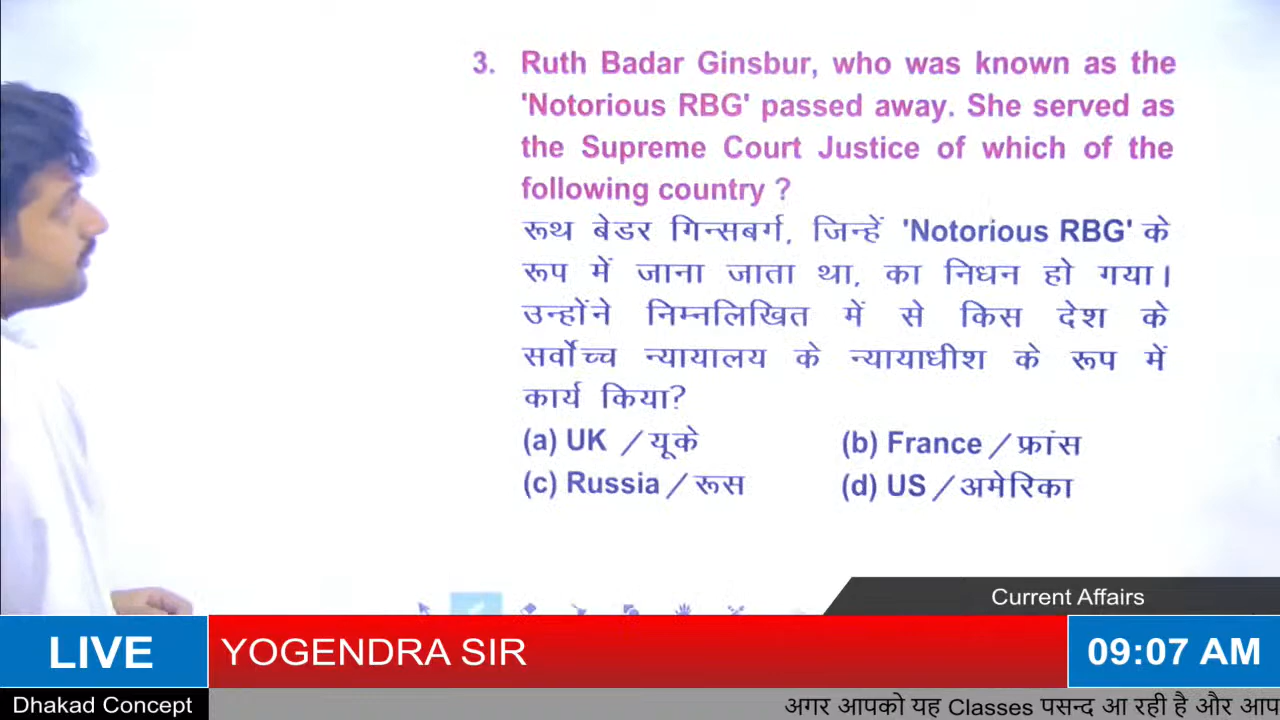 3. Ruth Badar Ginsbur, who was known as the
'Notorious RBG' passed away. She served as
the Supreme Court Justice of which of the
following country ?
रूथ बेडर गिन्सबर्ग, जिन्हें 'Notorious RBG' के
रूप में जाना जाता था, का निधन हो गया।
उन्होंने निम्नलिखित में से किस देश के
सर्वोच्च न्यायालय के न्यायाधीश के रूप में
कार्य किया?
(a) UK / यूके (b) France / फ्रांस
(c) Russia / रूस (d) US / अमेरिका
Current Affairs
LIVE YOGENDRA SIR 09:07 AM
Dhakad Concept अगर आपको यह Classes पसन्द आ रही है और आप